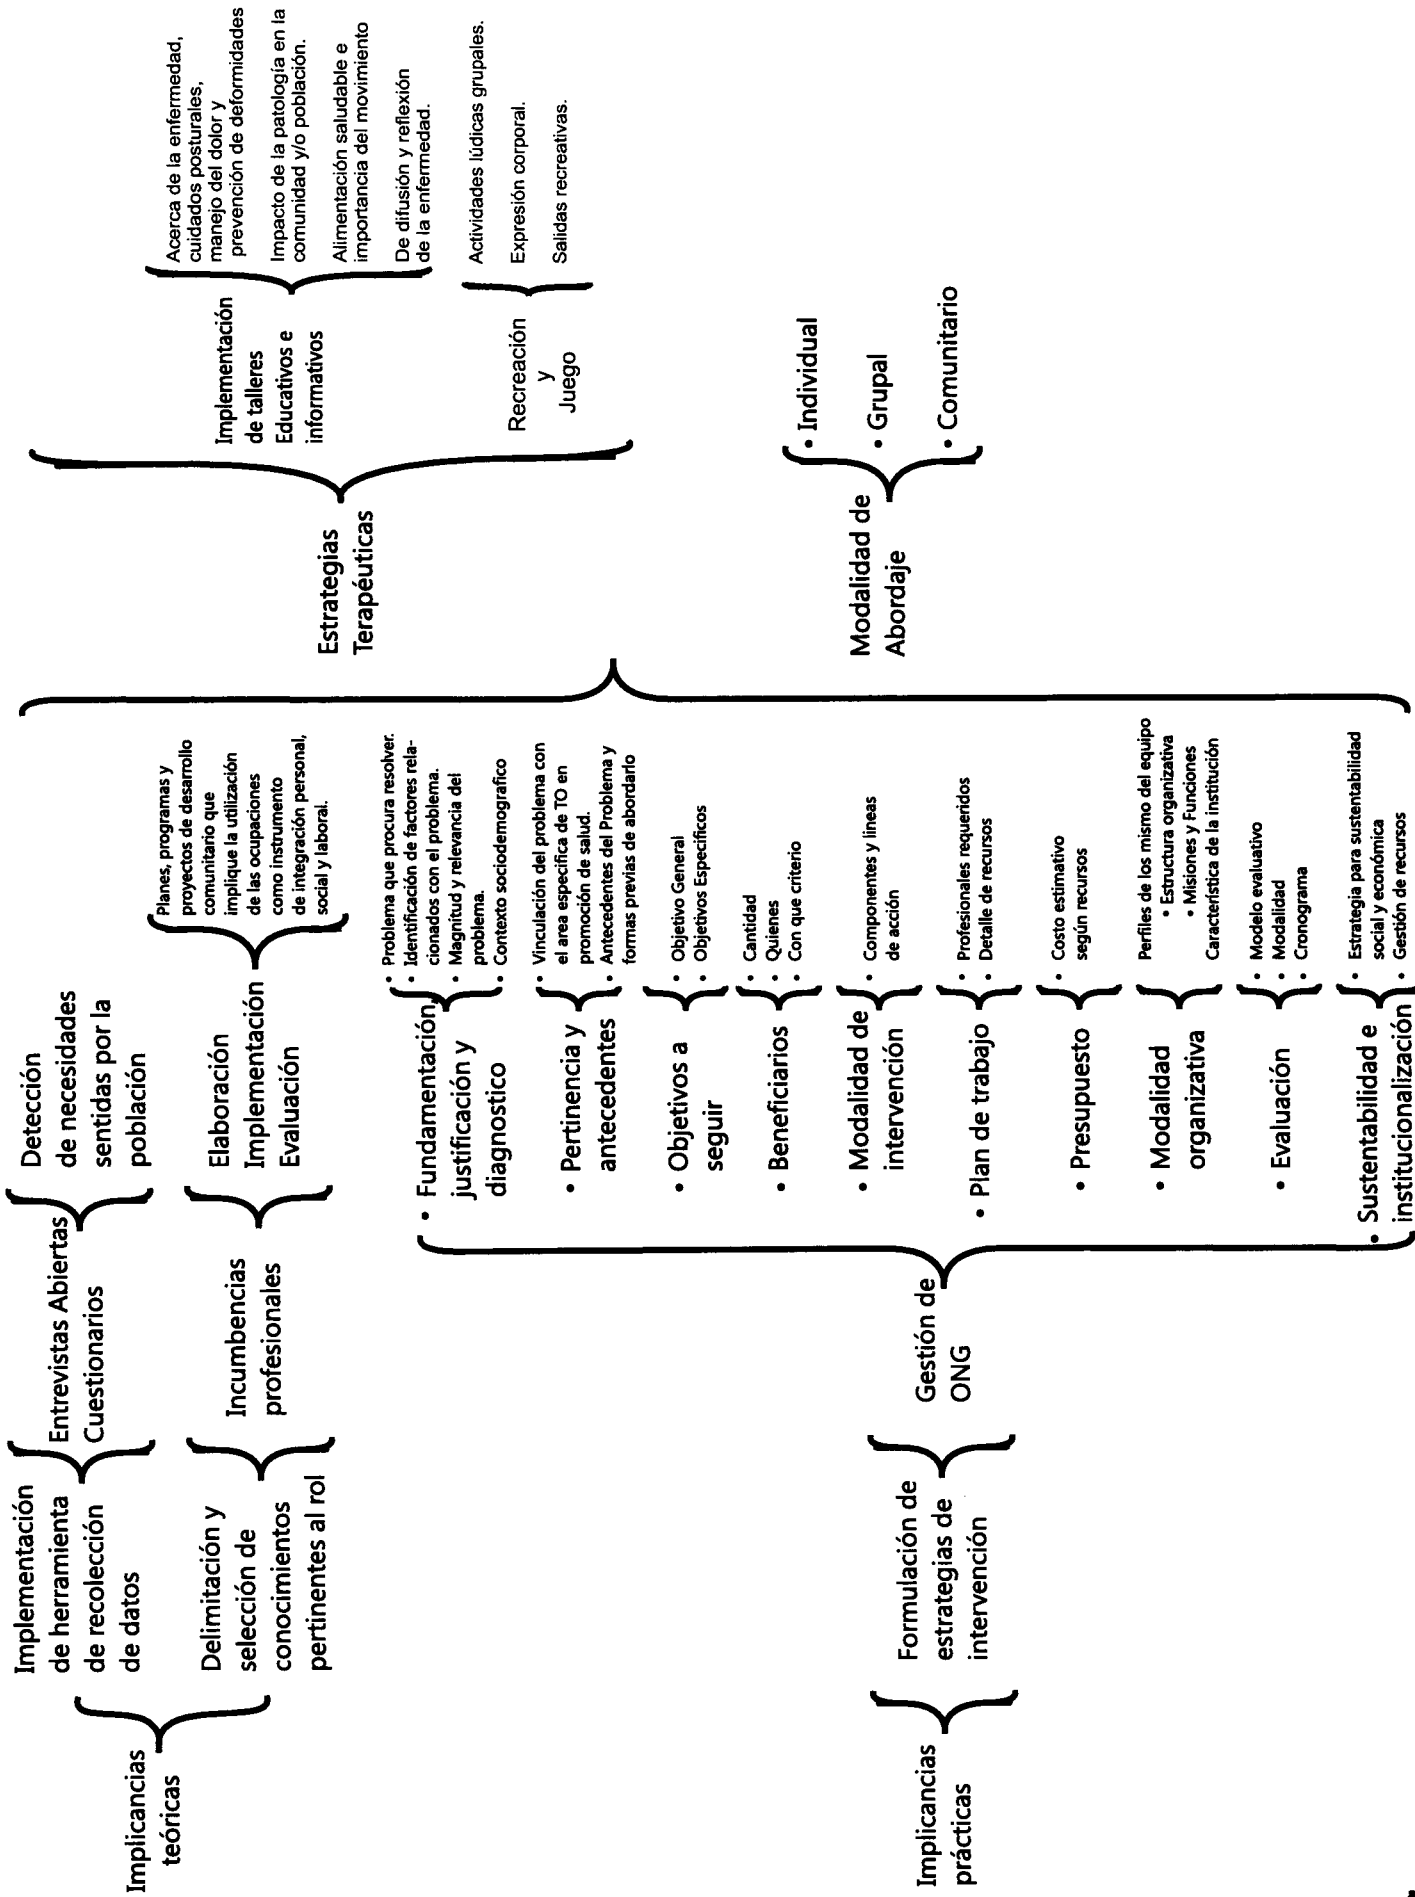 Implicancias
teóricas
Implementación
de herramienta
de recolección
de datos
Entrevistas Abiertas
Cuestionarios
Detección
de necesidades
sentidas por la
población
Delimitación y
selección de
conocimientos
pertinentes al rol
Incumbencias
profesionales
Elaboración
Implementación
Evaluación
Planes, programas y
proyectos de desarrollo
comunitario que
implique la utilización
de las ocupaciones
como instrumento
de integración personal,
social y laboral.
Implicancias
prácticas
Formulación de
estrategias de
intervención
Gestión de
ONG
• Fundamentación,
justificación y
diagnostico
• Problema que procura resolver.
• Identificación de factores rela-
cionados con el problema.
• Magnitud y relevancia del
problema.
• Contexto sociodemografico
• Pertinencia y
antecedentes
• Vinculación del problema con
el area especifica de TO en
promoción de salud.
• Antecedentes del Problema y
formas previas de abordarlo
• Objetivos a
seguir
• Objetivo General
• Objetivos Específicos
• Beneficiarios
• Cantidad
• Quienes
• Con que criterio
• Modalidad de
intervención
• Componentes y lineas
de acción
• Plan de trabajo
• Profesionales requeridos
• Detalle de recursos
• Presupuesto
• Costo estimativo
según recursos
• Modalidad
organizativa
Perfiles de los mismo del equipo
• Estructura organizativa
• Misiones y Funciones
Característica de la institución
• Evaluación
• Modelo evaluativo
• Modalidad
• Cronograma
• Sustentabilidad e
institucionalización
• Estrategia para sustentabilidad
social y económica
• Gestión de recursos
Estrategias
Terapéuticas
Implementación
de talleres
Educativos e
informativos
Acerca de la enfermedad,
cuidados posturales,
manejo del dolor y
prevención de deformidades
Impacto de la patología en la
comunidad y/o población.
Alimentación saludable e
importancia del movimiento
De difusión y reflexión
de la enfermedad.
Recreación
y
Juego
Actividades lúdicas grupales.
Expresión corporal.
Salidas recreativas.
Modalidad de
Abordaje
• Individual
• Grupal
• Comunitario